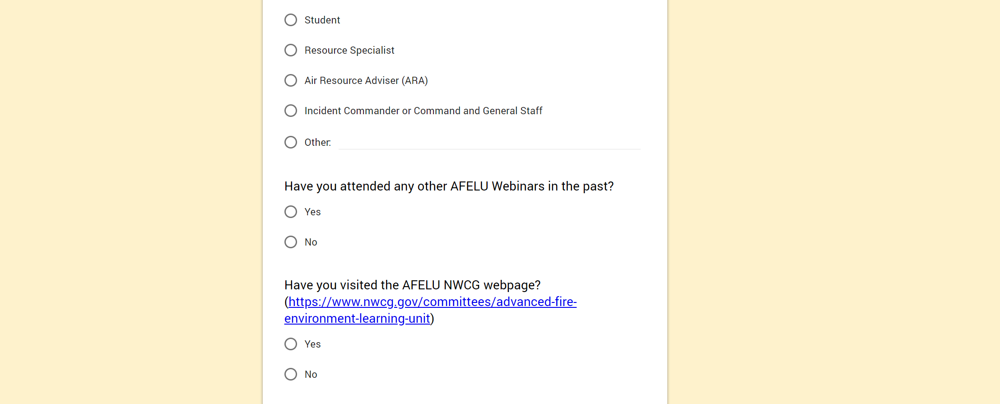 Student
Resource Specialist
Air Resource Adviser (ARA)
Incident Commander or Command and General Staff
Other:
Have you attended any other AFELU Webinars in the past?
Yes
No
Have you visited the AFELU NWCG webpage?
(https://www.nwcg.gov/committees/advanced-fire-
environment-learning-unit)
Yes
No